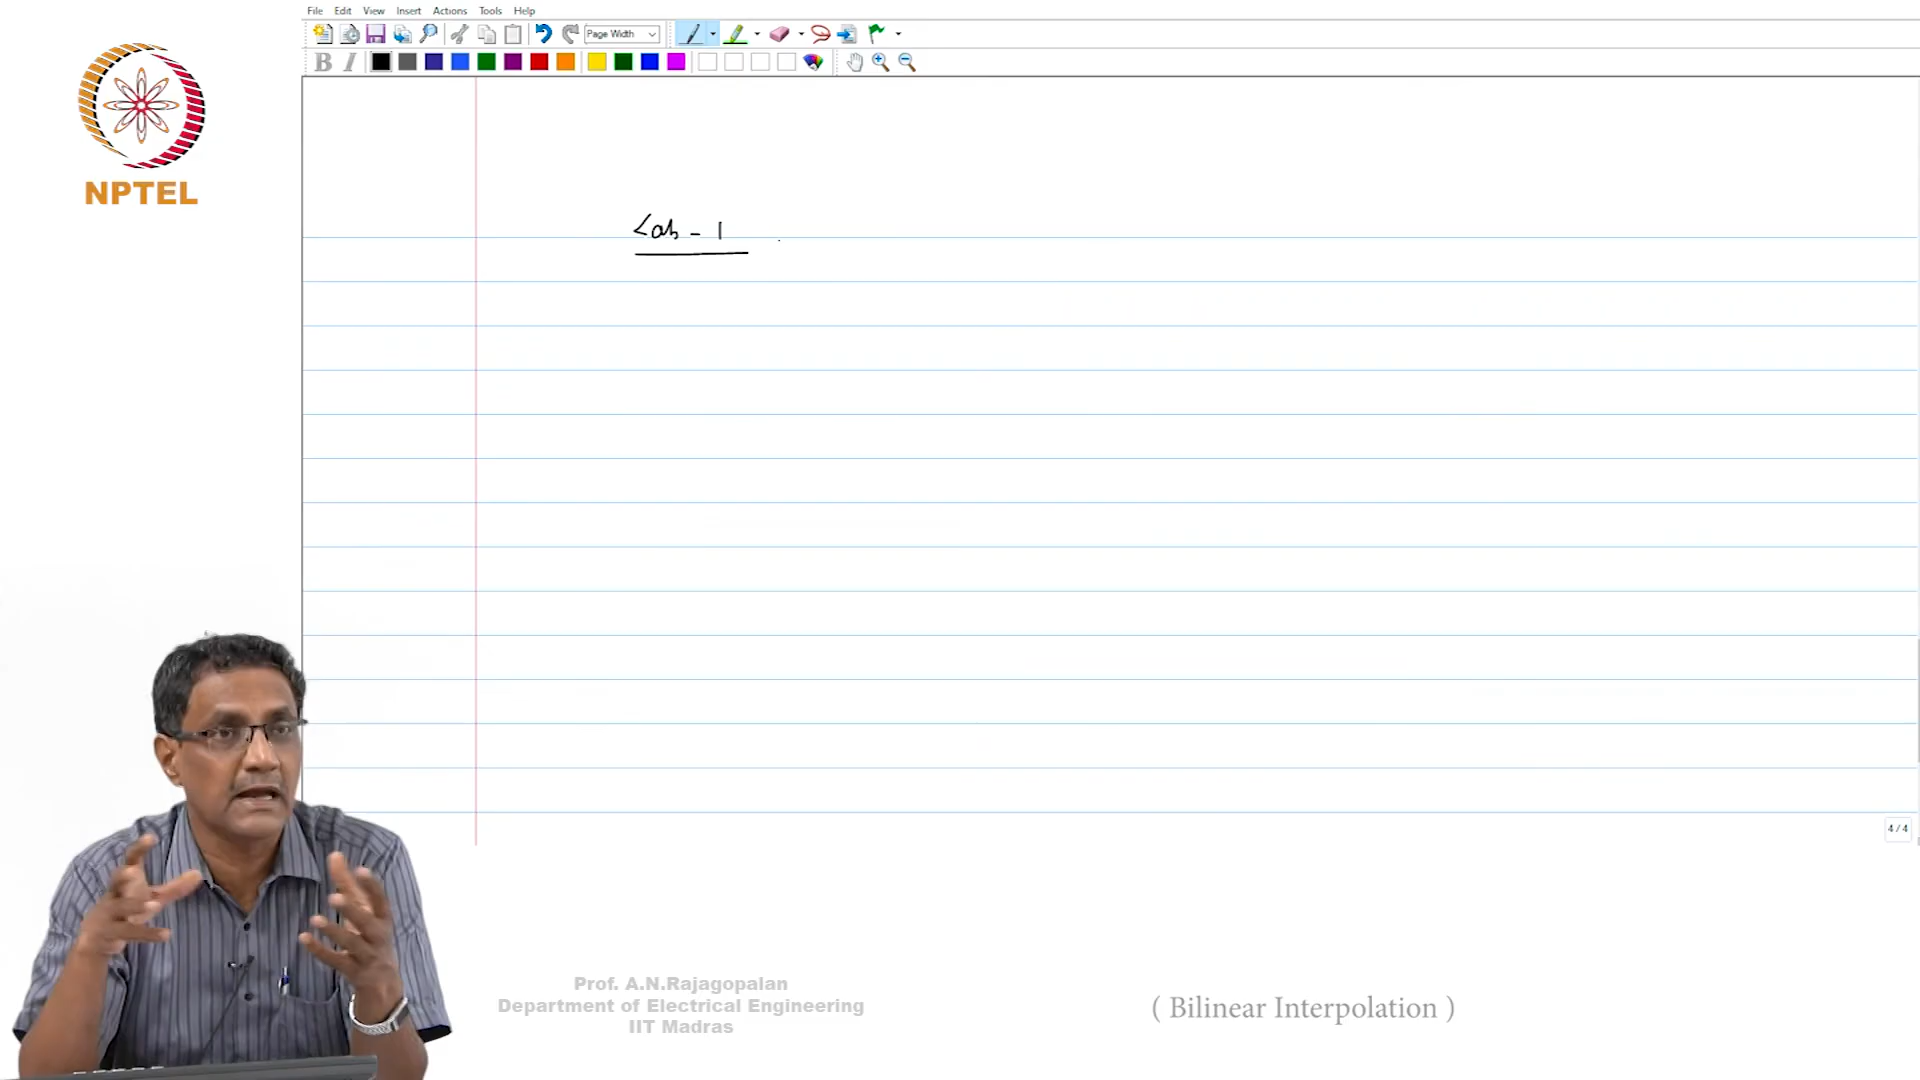 File Edit View Insert Actions Tools Help
Page Width
B I
NPTEL
Lab - 1
4 / 4
Prof. A.N.Rajagopalan
Department of Electrical Engineering
IIT Madras
( Bilinear Interpolation )